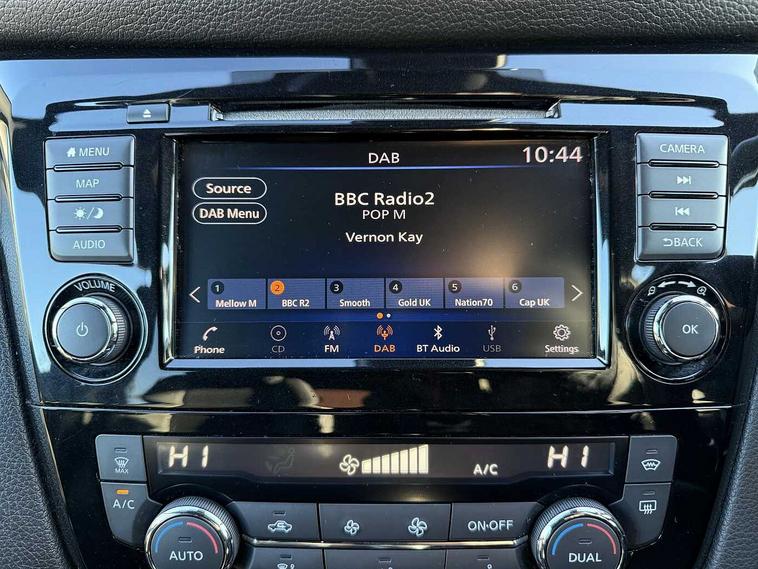 DAB
10:44
MENU
CAMERA
MAP
Source
BBC Radio2
POP M
DAB Menu
Vernon Kay
AUDIO
BACK
VOLUME
1 2 3 4 5 6
Mellow M BBC R2 Smooth Gold UK Nation70 Cap UK
OK
Phone CD FM DAB BT Audio USB Settings
HI
A/C
HI
MAX
A/C
ON·OFF
AUTO
DUAL